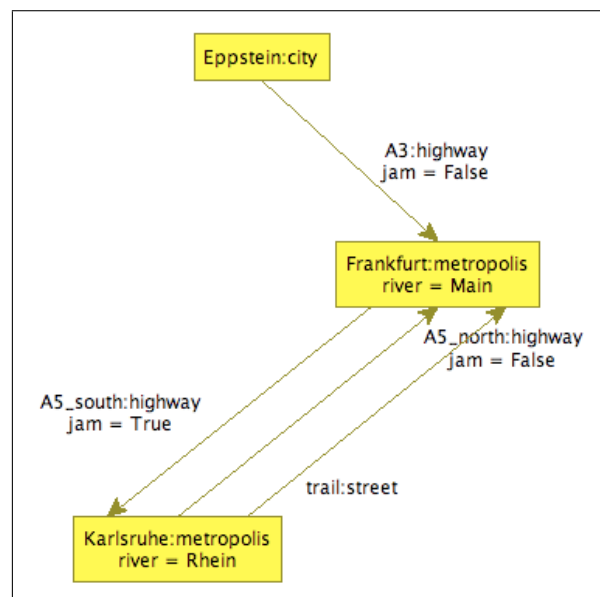 Eppstein:city
A3:highway
jam = False
Frankfurt:metropolis
river = Main
A5_north:highway
jam = False
A5_south:highway
jam = True
trail:street
Karlsruhe:metropolis
river = Rhein